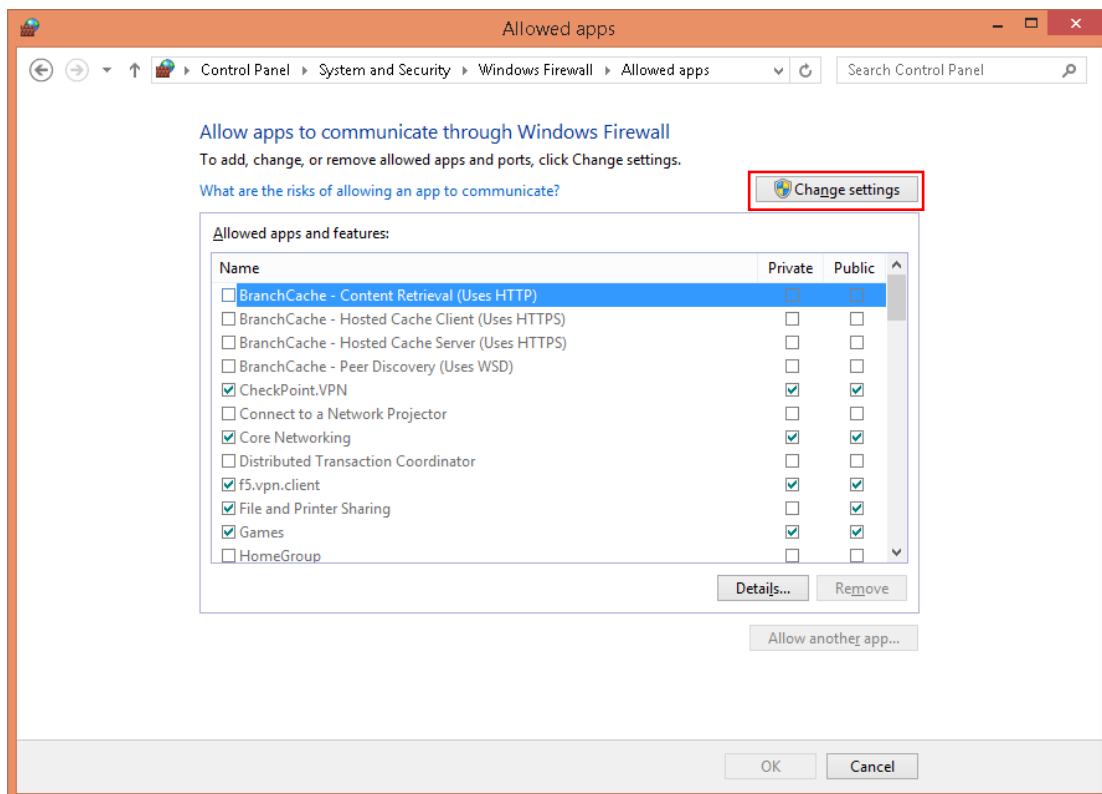 Allowed apps
Control Panel System and Security Windows Firewall Allowed apps Search Control Panel
Allow apps to communicate through Windows Firewall
To add, change, or remove allowed apps and ports, click Change settings.
What are the risks of allowing an app to communicate? Change settings
Allowed apps and features:
Name Private Public
BranchCache - Content Retrieval (Uses HTTP)
BranchCache - Hosted Cache Client (Uses HTTPS)
BranchCache - Hosted Cache Server (Uses HTTPS)
BranchCache - Peer Discovery (Uses WSD)
CheckPoint.VPN
Connect to a Network Projector
Core Networking
Distributed Transaction Coordinator
f5.vpn.client
File and Printer Sharing
Games
HomeGroup
Details... Remove
Allow another app...
OK Cancel